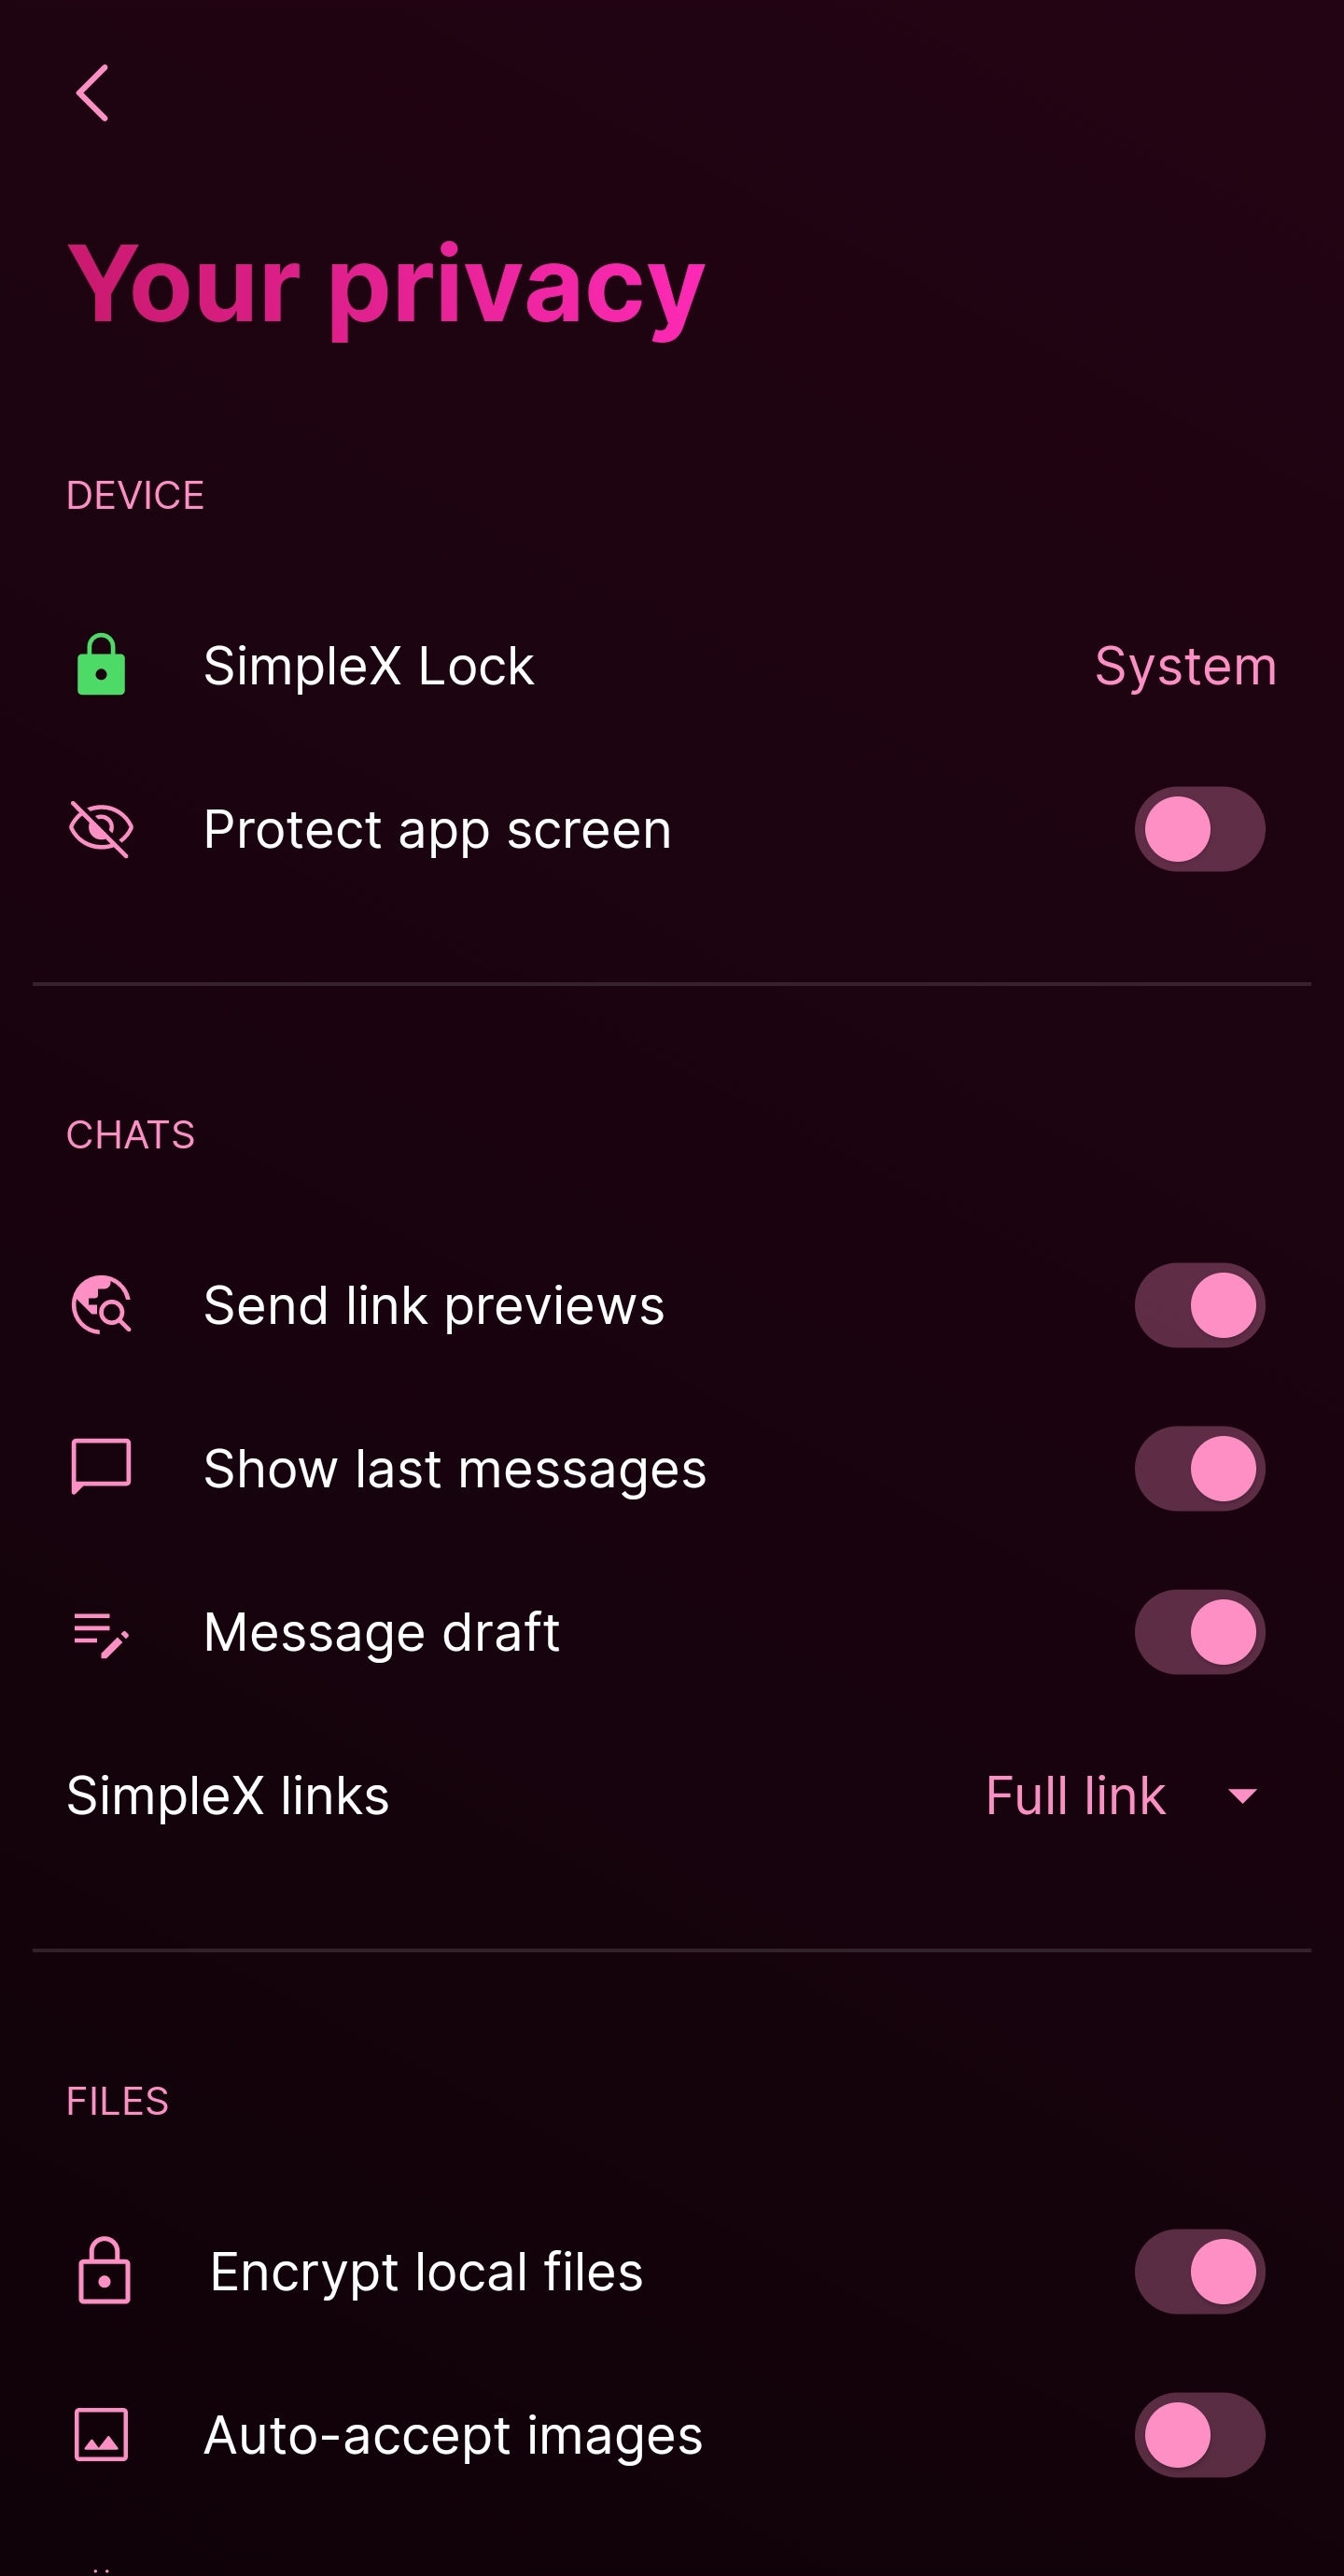 Your privacy
DEVICE
SimpleX Lock System
Protect app screen
CHATS
Send link previews
Show last messages
Message draft
SimpleX links Full link
FILES
Encrypt local files
Auto-accept images